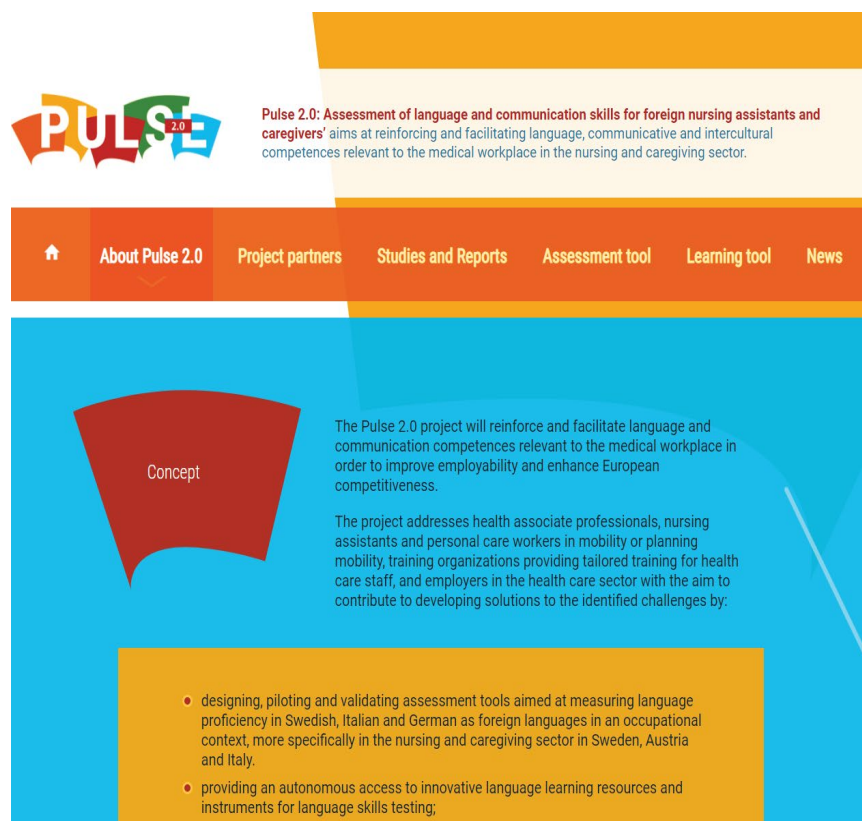 PULSE
2.0
Pulse 2.0: Assessment of language and communication skills for foreign nursing assistants and
caregivers' aims at reinforcing and facilitating language, communicative and intercultural
competences relevant to the medical workplace in the nursing and caregiving sector.
About Pulse 2.0 Project partners Studies and Reports Assessment tool Learning tool News
Concept
The Pulse 2.0 project will reinforce and facilitate language and
communication competences relevant to the medical workplace in
order to improve employability and enhance European
competitiveness.
The project addresses health associate professionals, nursing
assistants and personal care workers in mobility or planning
mobility, training organizations providing tailored training for health
care staff, and employers in the health care sector with the aim to
contribute to developing solutions to the identified challenges by:
designing, piloting and validating assessment tools aimed at measuring language
proficiency in Swedish, Italian and German as foreign languages in an occupational
context, more specifically in the nursing and caregiving sector in Sweden, Austria
and Italy.
providing an autonomous access to innovative language learning resources and
instruments for language skills testing;